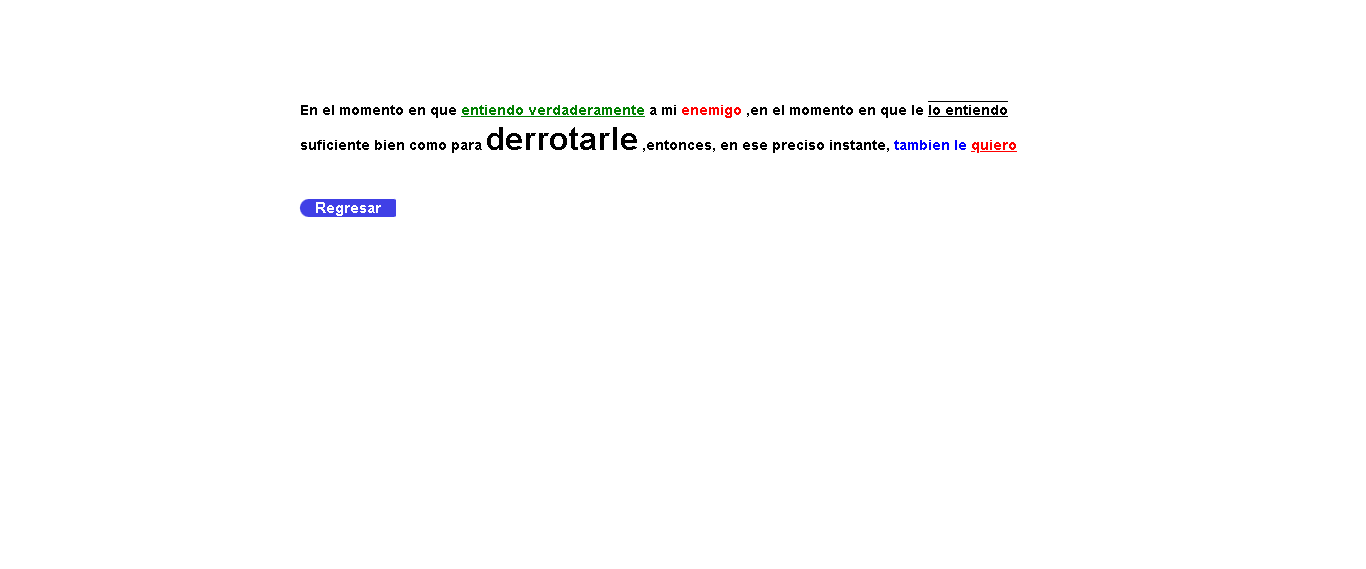 En el momento en que entiendo verdaderamente a mi enemigo ,en el momento en que le lo entiendo
suficiente bien como para derrotarle ,entonces, en ese preciso instante, tambien le quiero
Regresar